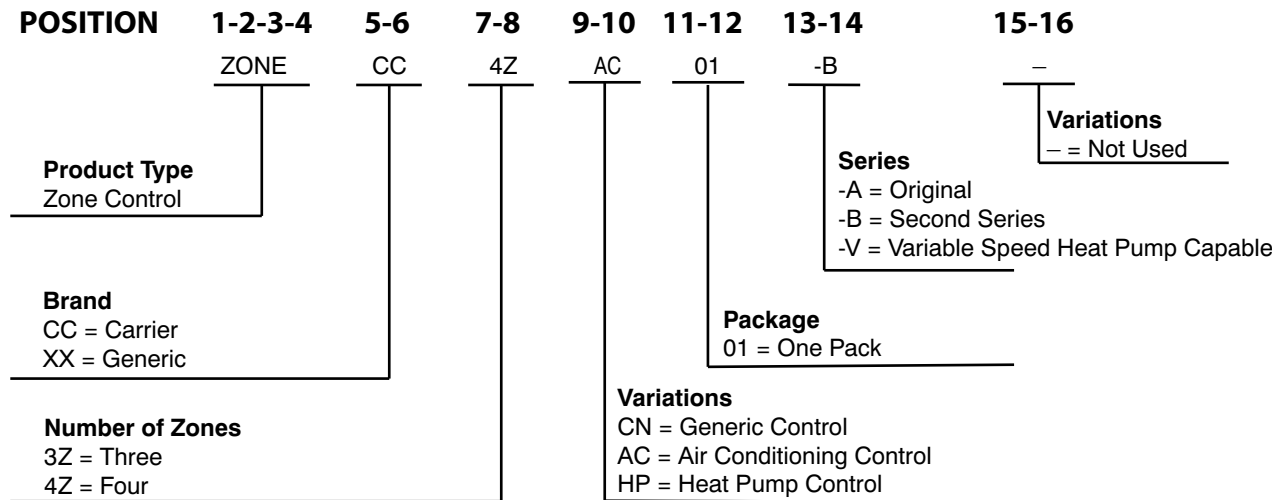 POSITION 1-2-3-4 5-6 7-8 9-10 11-12 13-14 15-16
ZONE CC 4Z AC 01 -B –
Variations
– = Not Used
Product Type
Zone Control
Series
-A = Original
-B = Second Series
-V = Variable Speed Heat Pump Capable
Brand
CC = Carrier
XX = Generic
Package
01 = One Pack
Number of Zones
3Z = Three
4Z = Four
Variations
CN = Generic Control
AC = Air Conditioning Control
HP = Heat Pump Control